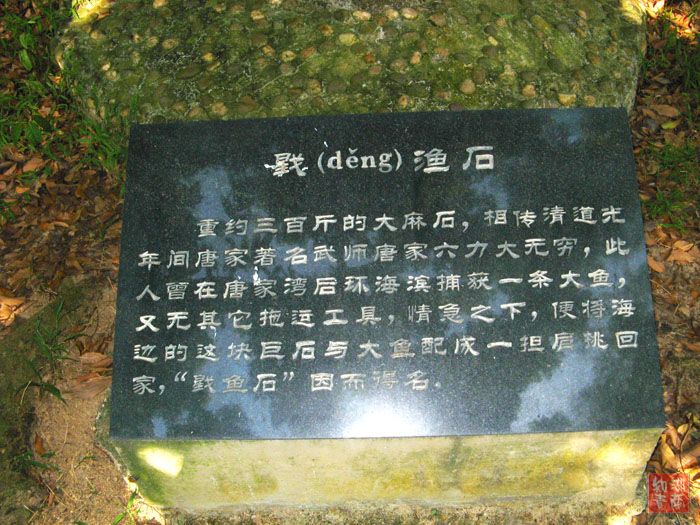 戥(děng)渔石
重约三百斤的大麻石，相传清道光
年间唐家著名武师唐家六力大无穷，此
人曾在唐家湾后环海滨捕获一条大鱼，
又无其它拖运工具，情急之下，便将海
边的这块巨石与大鱼配成一担肩挑回
家，“戥鱼石”因而得名．